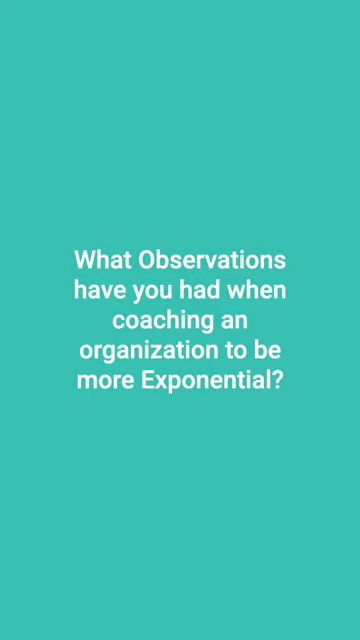 What Observations
have you had when
coaching an
organization to be
more Exponential?